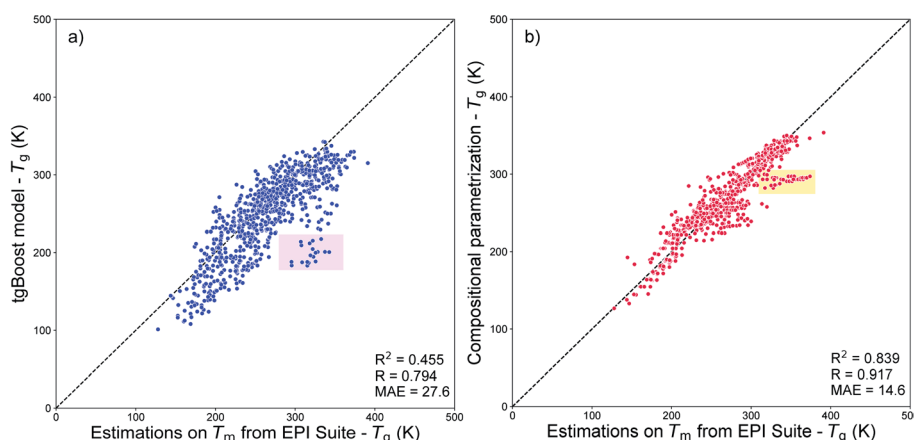 a)
tgBoost model - Tg (K)
500
400
300
200
100
0
R² = 0.455
R = 0.794
MAE = 27.6
0 100 200 300 400 500
Estimations on Tm from EPI Suite - Tg (K)
b)
Compositional parametrization - Tg (K)
500
400
300
200
100
0
R² = 0.839
R = 0.917
MAE = 14.6
0 100 200 300 400 500
Estimations on Tm from EPI Suite - Tg (K)